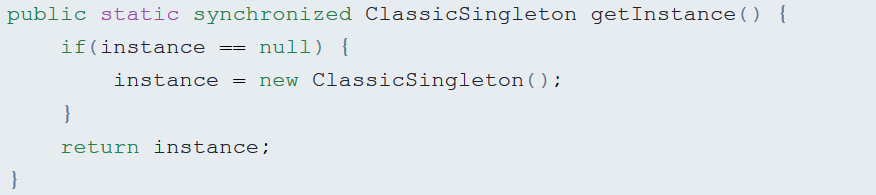 public static synchronized ClassicSingleton getInstance() {
    if(instance == null) {
        instance = new ClassicSingleton();
    }
    return instance;
}